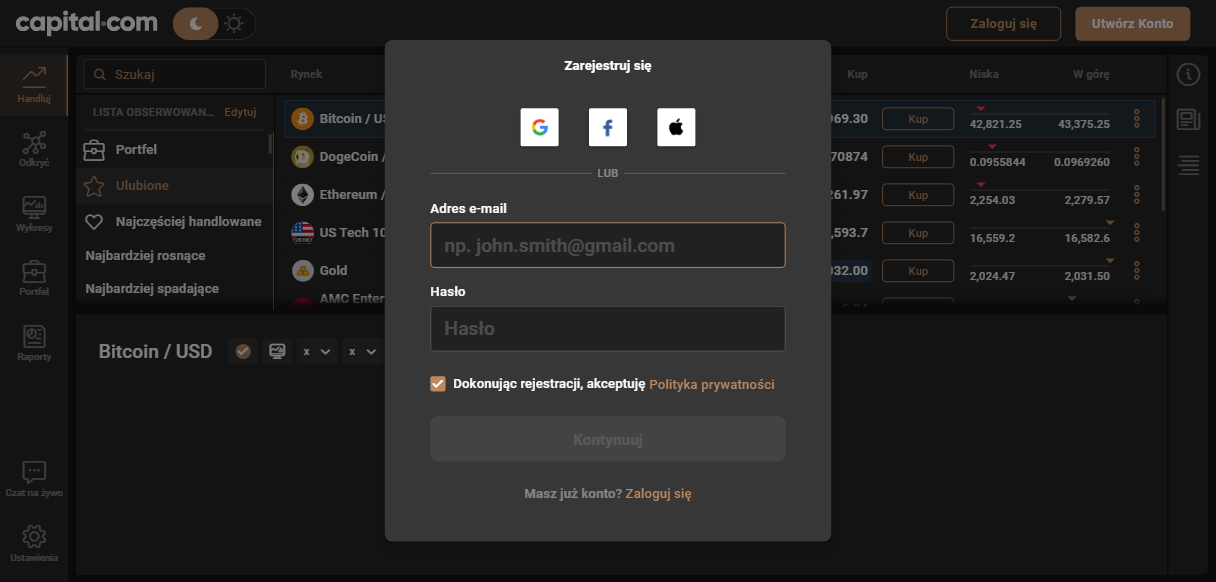 capital.com
Zaloguj się
Utwórz Konto
Handluj
Odkryć
Wykresy
Portfel
Raporty
Czat na żywo
Ustawienia
Szukaj
LISTA OBSERWOWAN... Edytuj
Portfel
Ulubione
Najczęściej handlowane
Najbardziej rosnące
Najbardziej spadające
Rynek Kup Niska W górę
Bitcoin / US 969.30 Kup 42,821.25 43,375.25
DogeCoin / 70874 Kup 0.0955844 0.0969260
Ethereum / 261.97 Kup 2,254.03 2,279.57
US Tech 10 ,593.7 Kup 16,559.2 16,582.6
Gold 032.00 Kup 2,024.47 2,031.50
AMC Enter
Bitcoin / USD
x
x
Zarejestruj się
LUB
Adres e-mail
np. john.smith@gmail.com
Hasło
Hasło
Dokonując rejestracji, akceptuję Polityka prywatności
Kontynuuj
Masz już konto? Zaloguj się